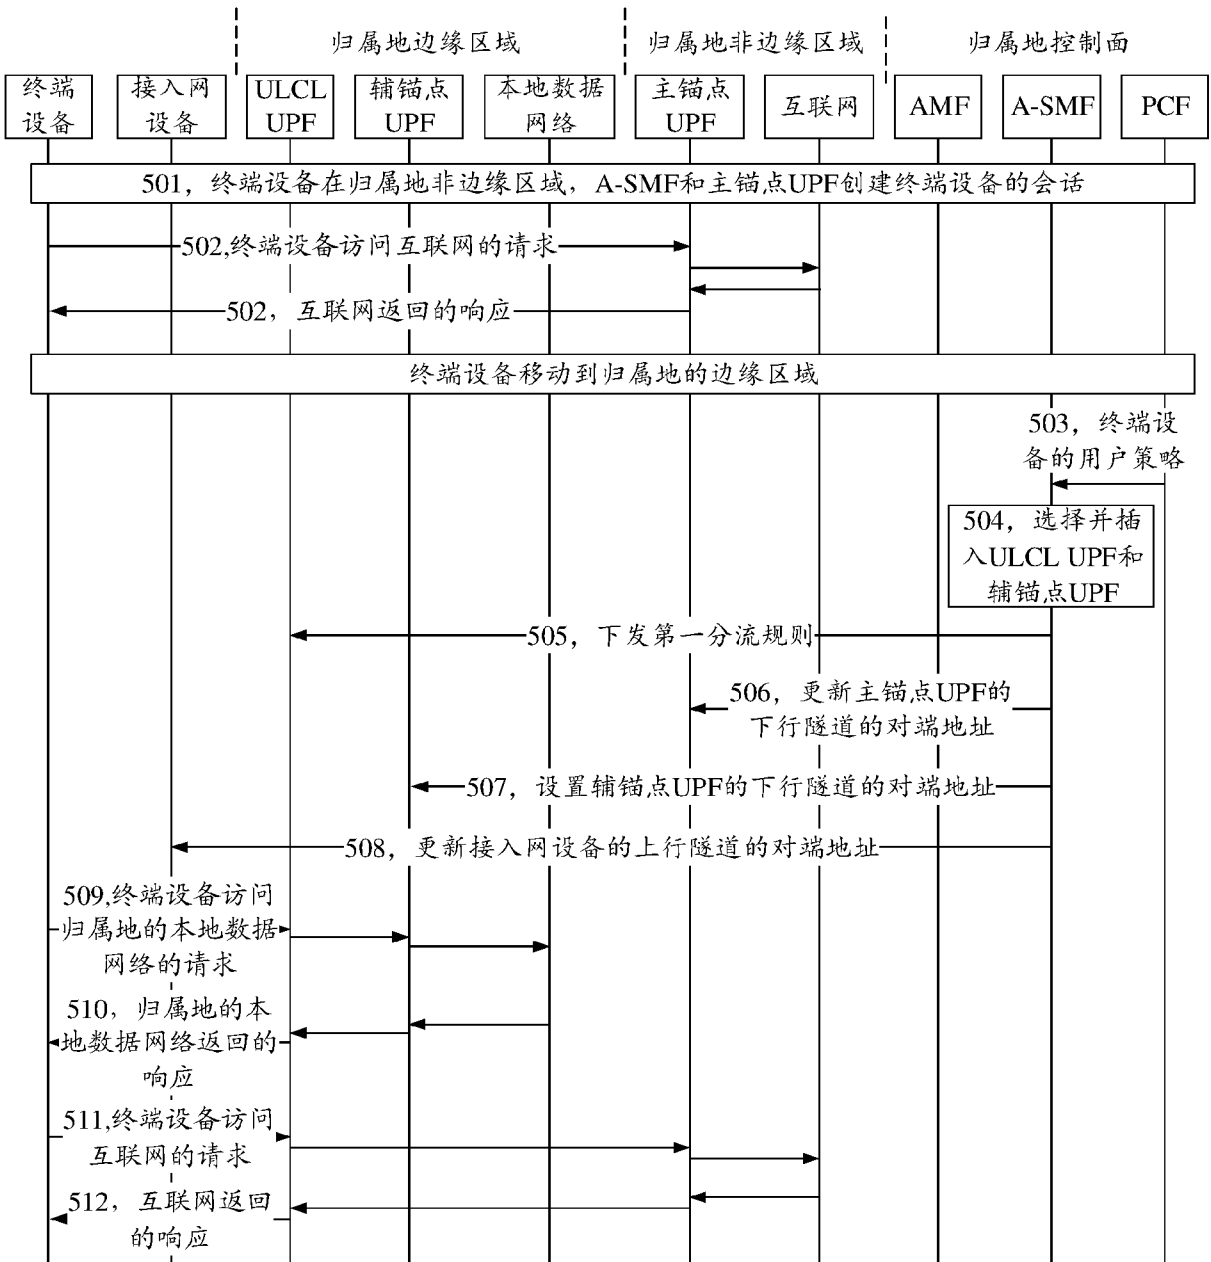 归属地边缘区域
归属地非边缘区域
归属地控制面
终端
设备
接入网
设备
ULCL
UPF
辅锚点
UPF
本地数据
网络
主锚点
UPF
互联网
AMF
A-SMF
PCF
501，终端设备在归属地非边缘区域，A-SMF和主锚点UPF创建终端设备的会话
502,终端设备访问互联网的请求
502，互联网返回的响应
终端设备移动到归属地的边缘区域
503，终端设
备的用户策略
504，选择并插
入ULCL UPF和
辅锚点UPF
505，下发第一分流规则
506，更新主锚点UPF的
下行隧道的对端地址
507，设置辅锚点UPF的下行隧道的对端地址
508，更新接入网设备的上行隧道的对端地址
509,终端设备访问
归属地的本地数据
网络的请求
510，归属地的本
地数据网络返回的
响应
511,终端设备访问
互联网的请求
512，互联网返回
的响应